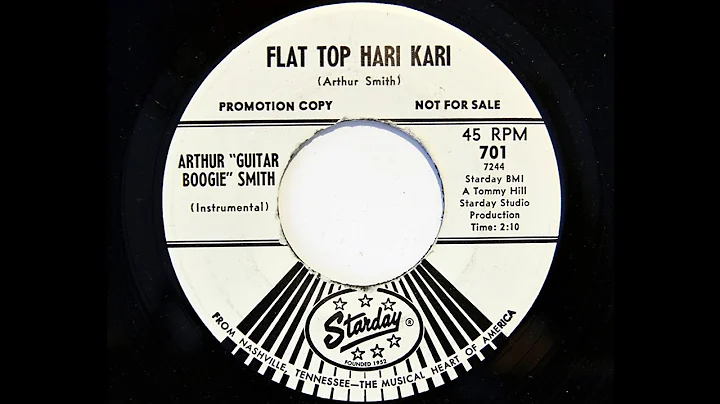 FLAT TOP HARI KARI
(Arthur Smith)
PROMOTION COPY
NOT FOR SALE
ARTHUR "GUITAR
BOOGIE" SMITH
(Instrumental)
45 RPM
701
7244
Starday BMI
A Tommy Hill
Starday Studio
Production
Time: 2:10
Starday ®
FOUNDED 1952
FROM NASHVILLE, TENNESSEE—THE MUSICAL HEART OF AMERICA